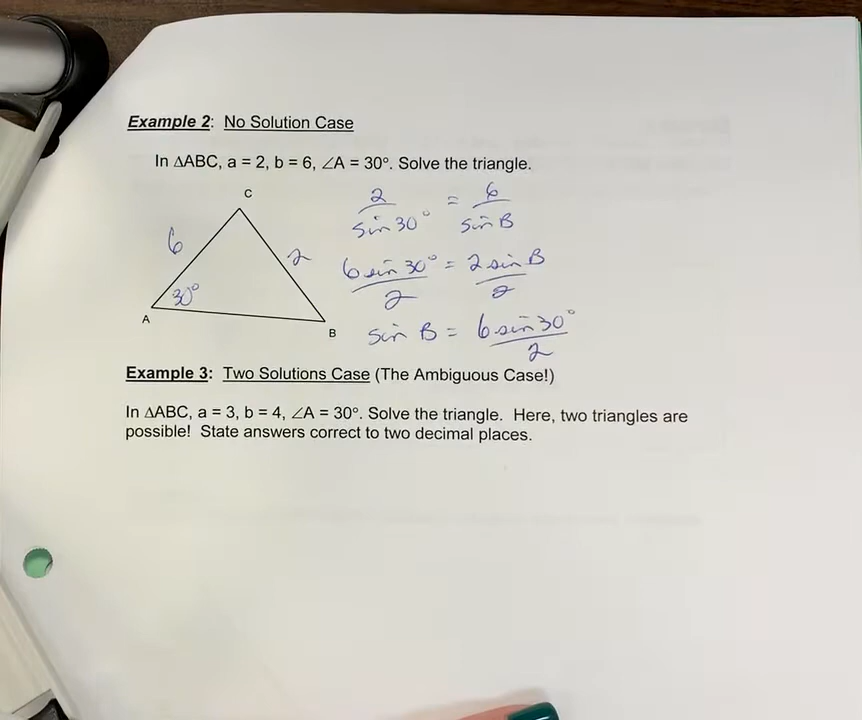 Example 2: No Solution Case
In ΔABC, a = 2, b = 6, ∠A = 30°. Solve the triangle.
C
6
2
30°
A
B
2/sin 30° = 6/sin B
6 sin 30°/2 = 2 sin B/2
sin B = 6 sin 30°/2
Example 3: Two Solutions Case (The Ambiguous Case!)
In ΔABC, a = 3, b = 4, ∠A = 30°. Solve the triangle. Here, two triangles are
possible! State answers correct to two decimal places.